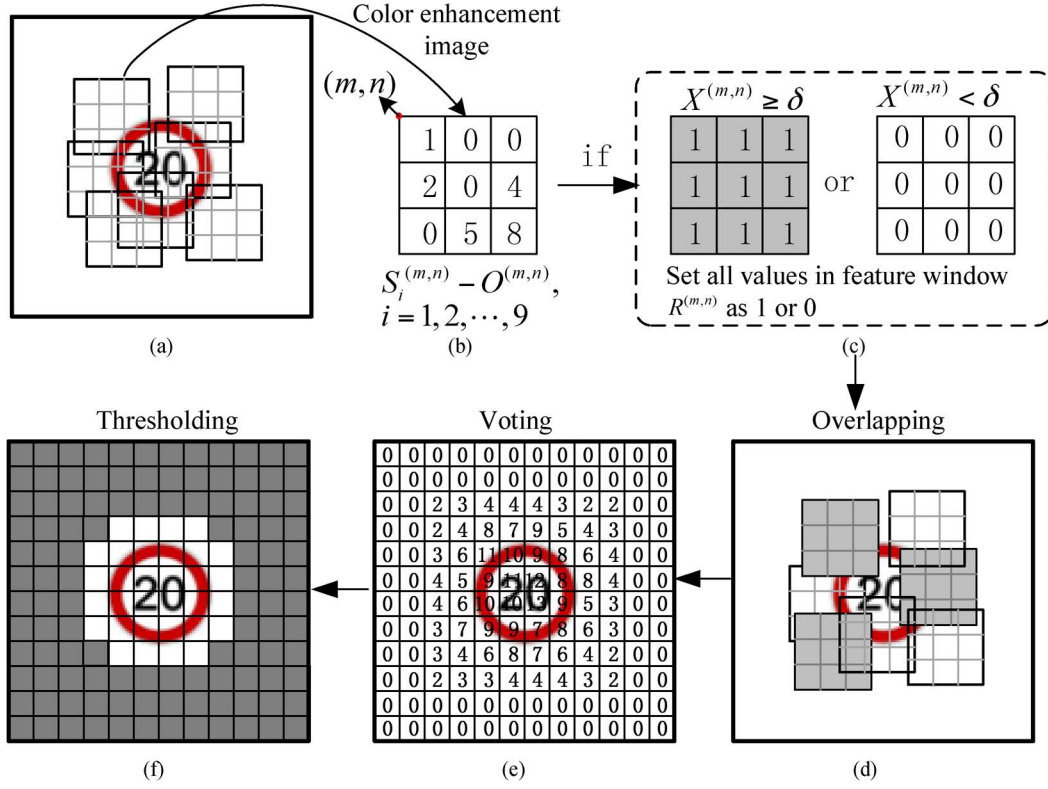 Color enhancement
image
(m,n)
20
(a)
1 0 0
2 0 4
0 5 8
S_i^(m,n) − O^(m,n),
i = 1, 2, ⋯, 9
(b)
if
X^(m,n) ≥ δ
1 1 1
1 1 1
1 1 1
or
X^(m,n) < δ
0 0 0
0 0 0
0 0 0
Set all values in feature window
R^(m,n) as 1 or 0
(c)
Thresholding
20
(f)
Voting
0 0 0 0 0 0 0 0 0 0 0 0
0 0 0 0 0 0 0 0 0 0 0 0
0 0 2 3 4 4 4 3 2 2 0 0
0 0 2 4 8 7 9 5 4 3 0 0
0 0 3 6 11 10 9 8 6 4 0 0
0 0 4 5 9 11 12 8 8 4 0 0
0 0 4 6 10 10 13 9 5 3 0 0
0 0 3 7 9 9 7 8 6 3 0 0
0 0 3 4 6 8 7 6 4 2 0 0
0 0 2 3 3 4 4 4 3 2 0 0
0 0 0 0 0 0 0 0 0 0 0 0
0 0 0 0 0 0 0 0 0 0 0 0
20
(e)
Overlapping
20
(d)